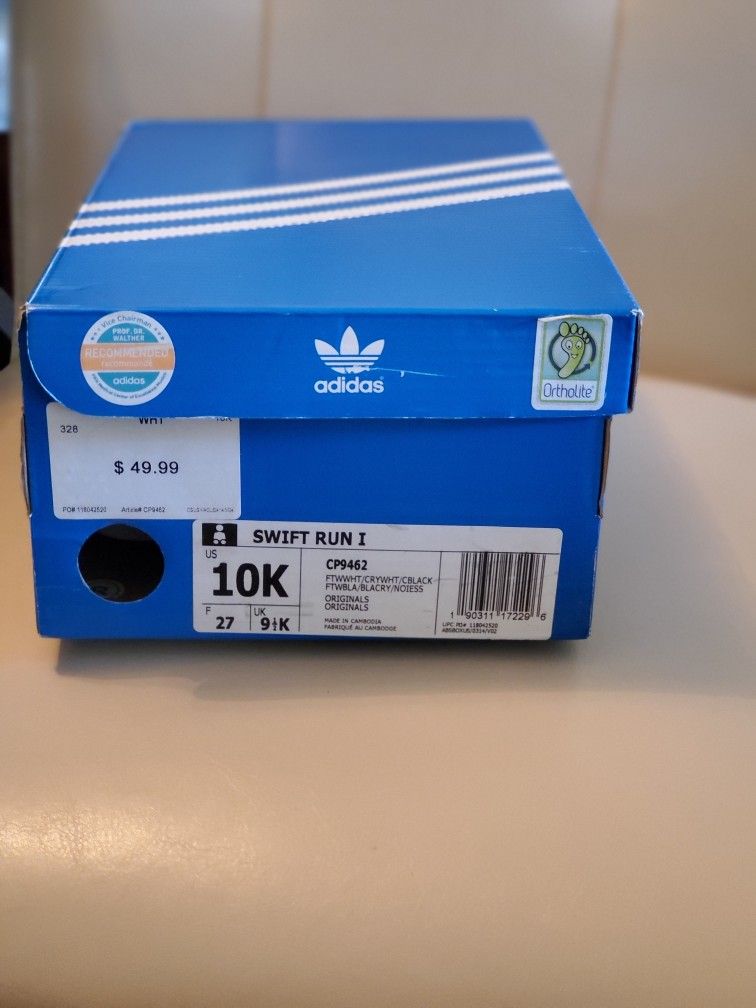 Vice Chairman
PROF. DR.
WALTHER
RECOMMENDED
recommandé
adidas
adidas
Ortholite®
WHT 10K
328
$ 49.99
PO# 118042520 Article# CP9462
SWIFT RUN I
US
10K
F
27
UK
9½K
CP9462
FTWWHT/CRYWHT/CBLACK
FTWBLA/BLACRY/NOIESS
ORIGINALS
ORIGINALS
MADE IN CAMBODIA
FABRIQUÉ AU CAMBODGE
1 90311 17229 6
UPC PO# 118042520